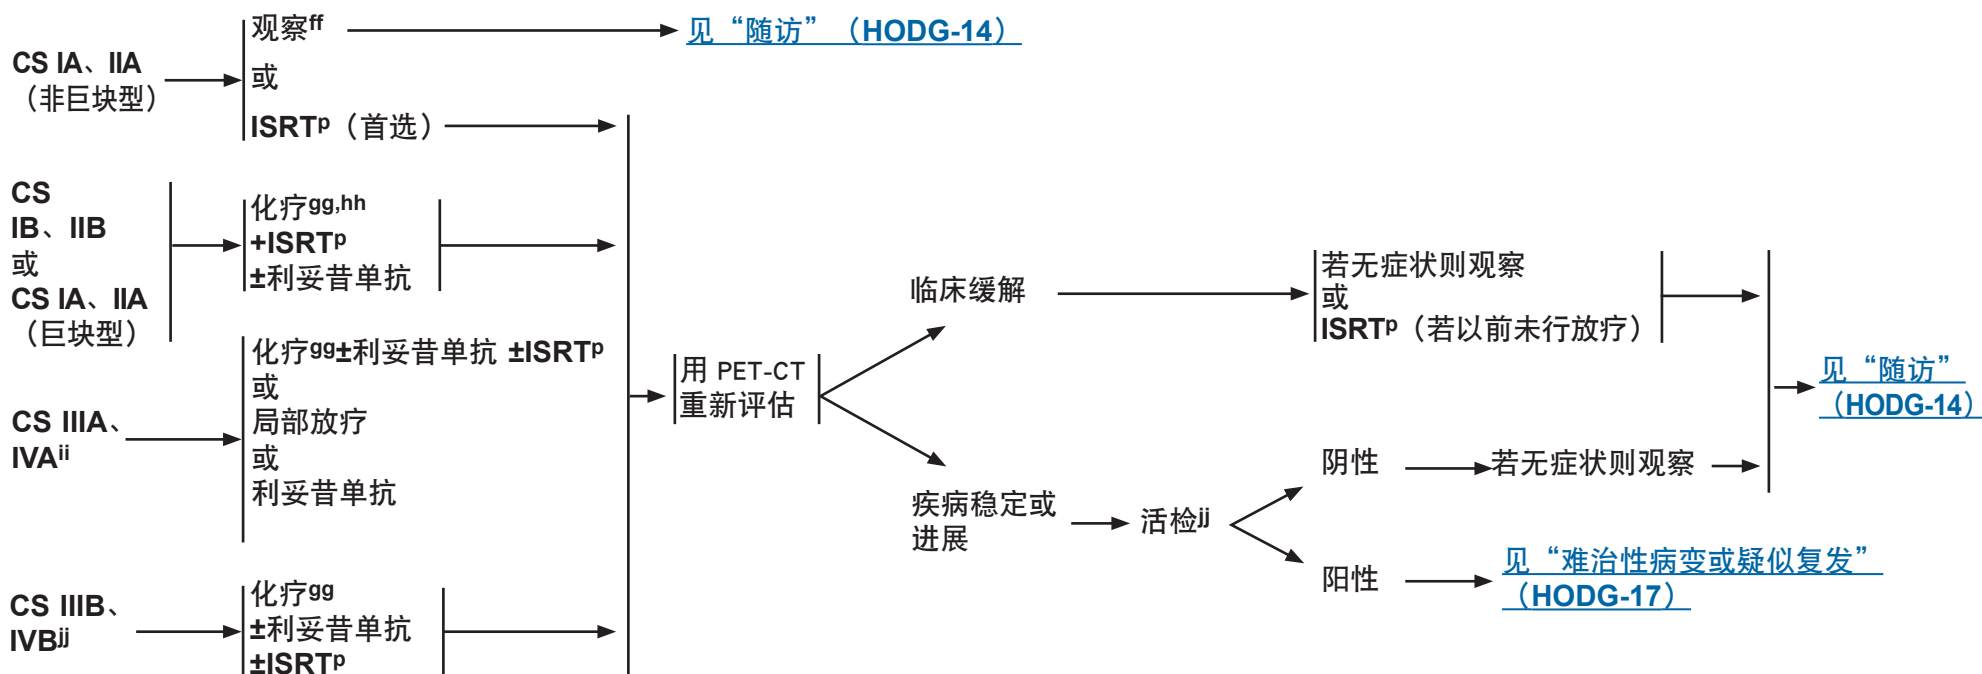 CS IA、IIA
（非巨块型）
观察ff
或
ISRTp（首选）
见“随访”（HODG-14）
CS
IB、IIB
或
CS IA、IIA
（巨块型）
化疗gg,hh
+ISRTp
±利妥昔单抗
CS IIIA、
IVAii
化疗gg±利妥昔单抗 ±ISRTp
或
局部放疗
或
利妥昔单抗
CS IIIB、
IVBjj
化疗gg
±利妥昔单抗
±ISRTp
用 PET-CT
重新评估
临床缓解
若无症状则观察
或
ISRTp（若以前未行放疗）
疾病稳定或
进展
活检jj
阴性
若无症状则观察
见“随访”
（HODG-14）
阳性
见“难治性病变或疑似复发”
（HODG-17）